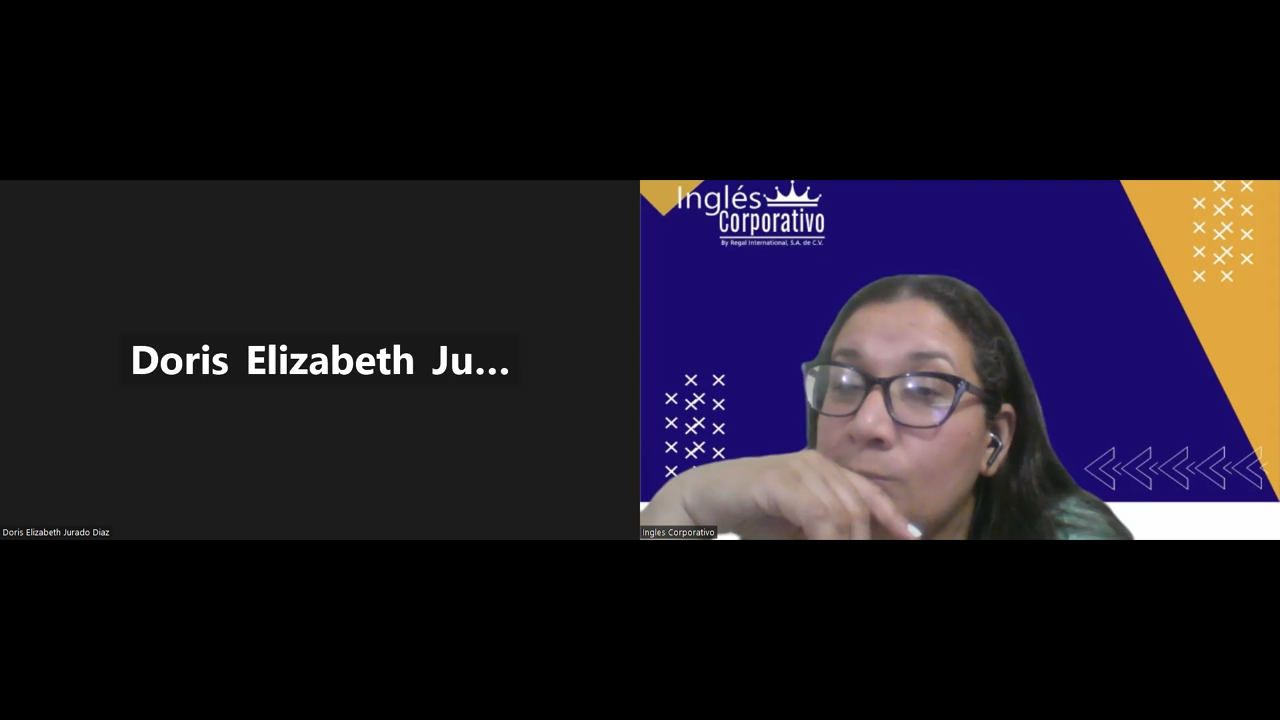 Inglés
Corporativo
By Regal International, S.A. de C.V.
Doris Elizabeth Ju...
Doris Elizabeth Jurado Diaz
Ingles Corporativo